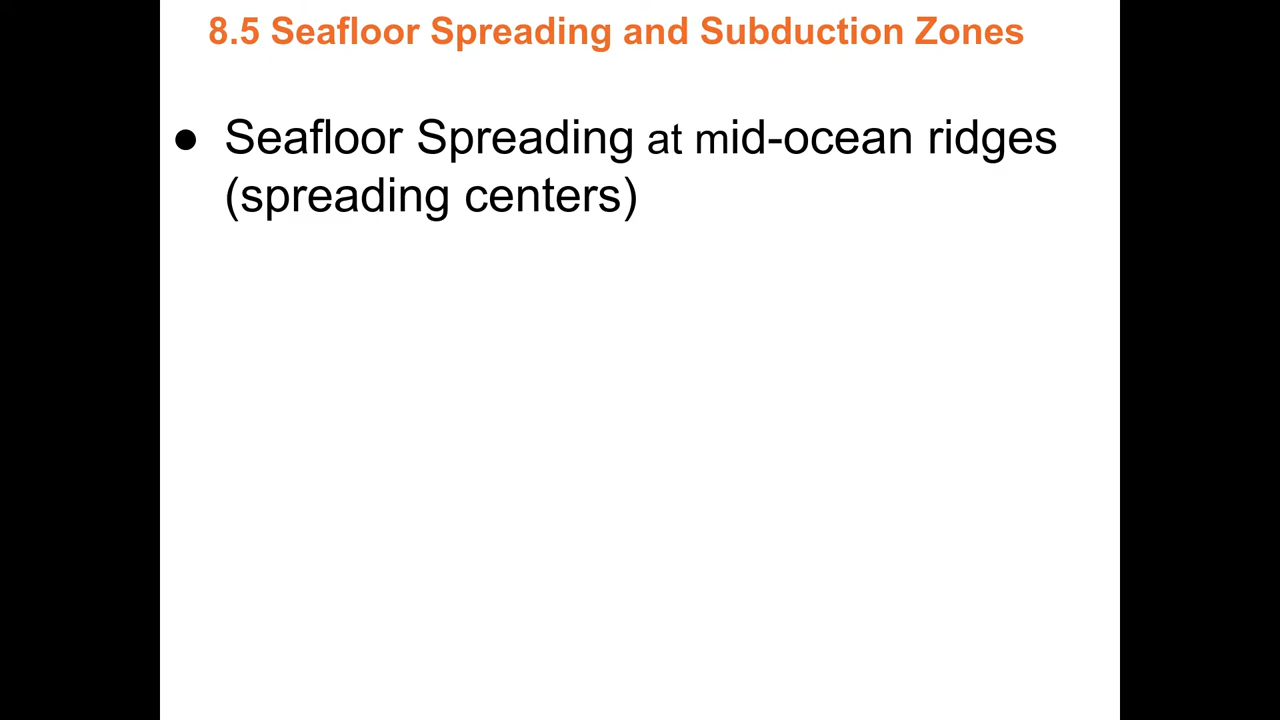 8.5 Seafloor Spreading and Subduction Zones
● Seafloor Spreading at mid-ocean ridges
(spreading centers)